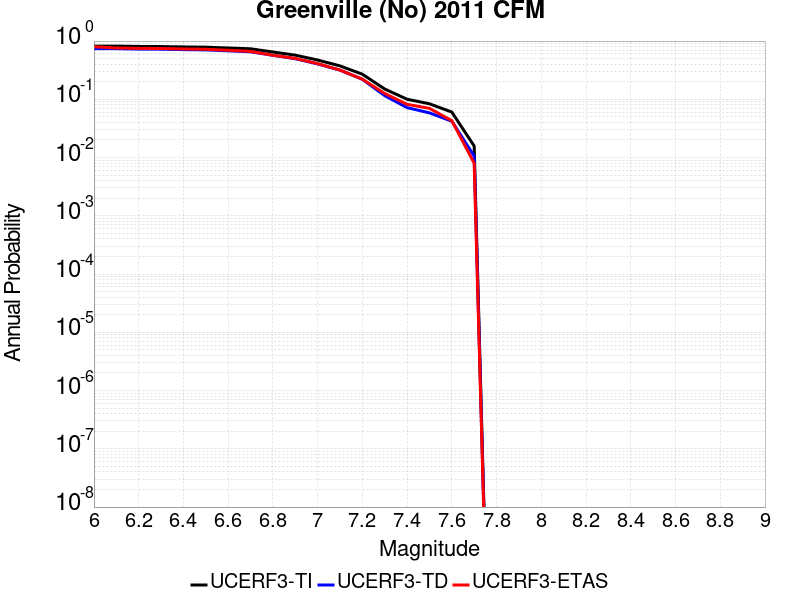 Greenville (No) 2011 CFM
10^0
10^-1
10^-2
10^-3
10^-4
10^-5
10^-6
10^-7
10^-8
Annual Probability
6 6.2 6.4 6.6 6.8 7 7.2 7.4 7.6 7.8 8 8.2 8.4 8.6 8.8 9
Magnitude
UCERF3-TI UCERF3-TD UCERF3-ETAS